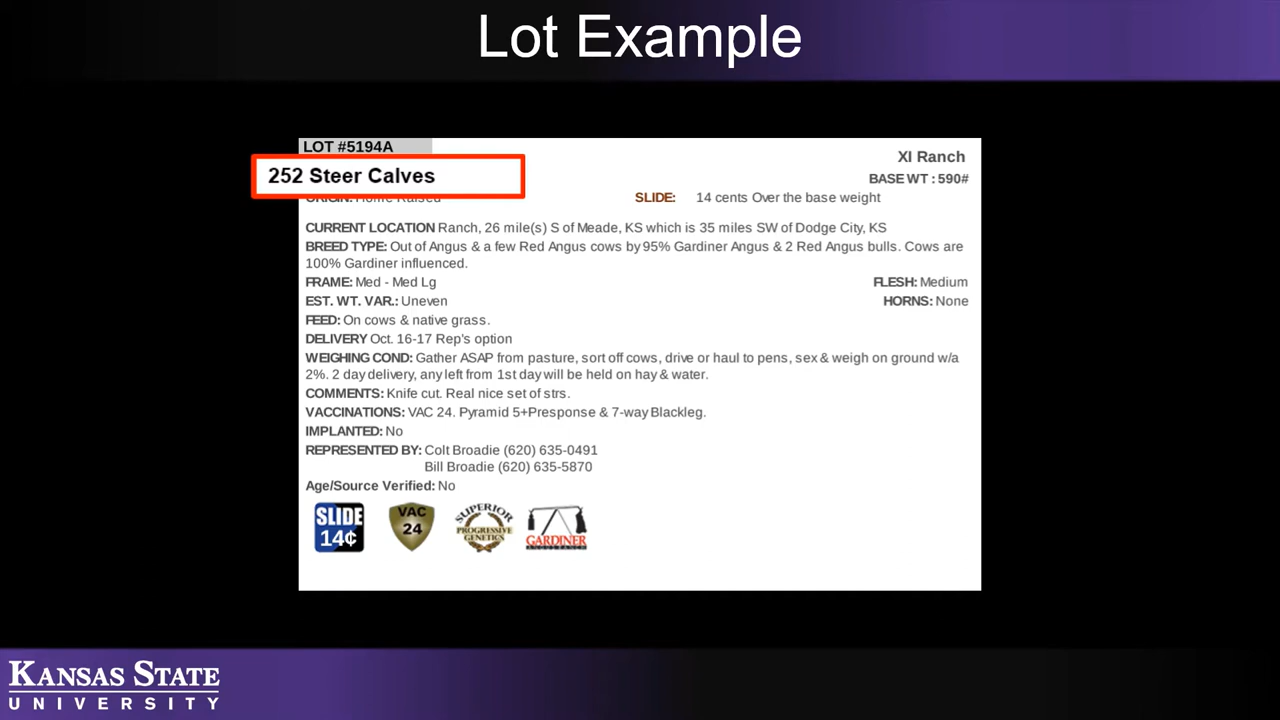 Lot Example
LOT #5194A
XI Ranch
252 Steer Calves
BASE WT : 590#
ORIGIN: Home Raised
SLIDE: 14 cents Over the base weight
CURRENT LOCATION Ranch, 26 mile(s) S of Meade, KS which is 35 miles SW of Dodge City, KS
BREED TYPE: Out of Angus & a few Red Angus cows by 95% Gardiner Angus & 2 Red Angus bulls. Cows are
100% Gardiner influenced.
FRAME: Med - Med Lg
FLESH: Medium
EST. WT. VAR.: Uneven
HORNS: None
FEED: On cows & native grass.
DELIVERY Oct. 16-17 Rep's option
WEIGHING COND: Gather ASAP from pasture, sort off cows, drive or haul to pens, sex & weigh on ground w/a
2%. 2 day delivery, any left from 1st day will be held on hay & water.
COMMENTS: Knife cut. Real nice set of strs.
VACCINATIONS: VAC 24. Pyramid 5+Presponse & 7-way Blackleg.
IMPLANTED: No
REPRESENTED BY: Colt Broadie (620) 635-0491
Bill Broadie (620) 635-5870
Age/Source Verified: No
SLIDE
14¢
VAC
24
SUPERIOR
PROGRESSIVE
GENETICS
GARDINER
ANGUS RANCH
KANSAS STATE
UNIVERSITY